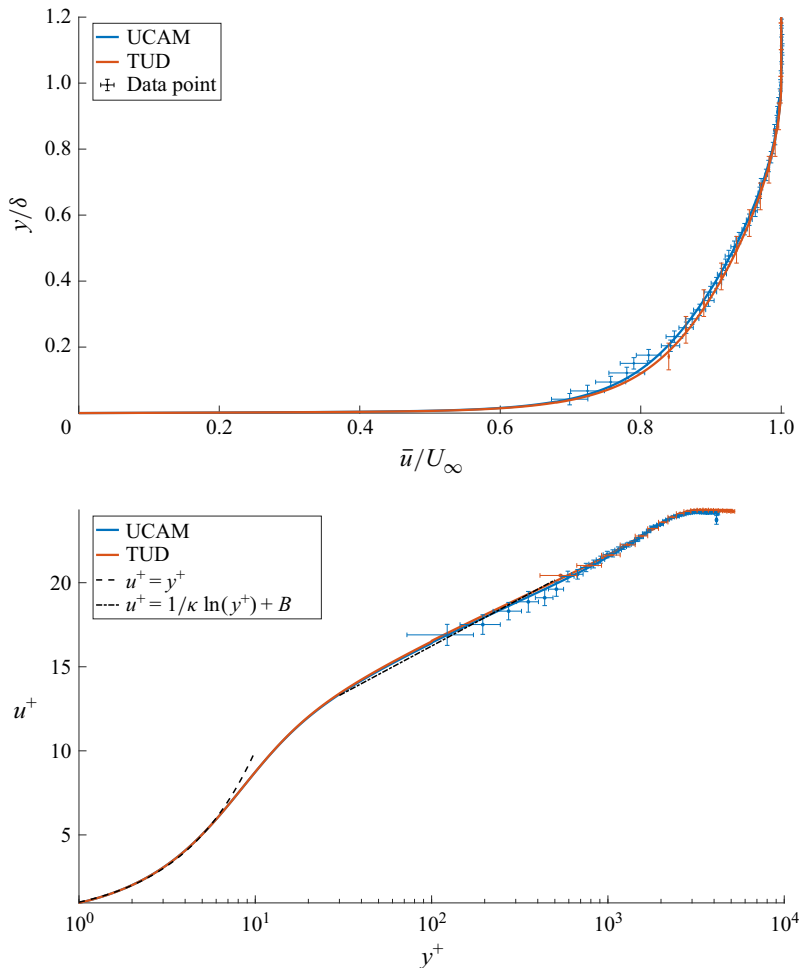 1.2
UCAM
TUD
Data point
1.0
0.8
y/δ
0.6
0.4
0.2
0 0.2 0.4 0.6 0.8 1.0
ū/U∞
UCAM
TUD
u⁺ = y⁺
u⁺ = 1/κ ln(y⁺) + B
20
15
u⁺
10
5
10⁰ 10¹ 10² 10³ 10⁴
y⁺